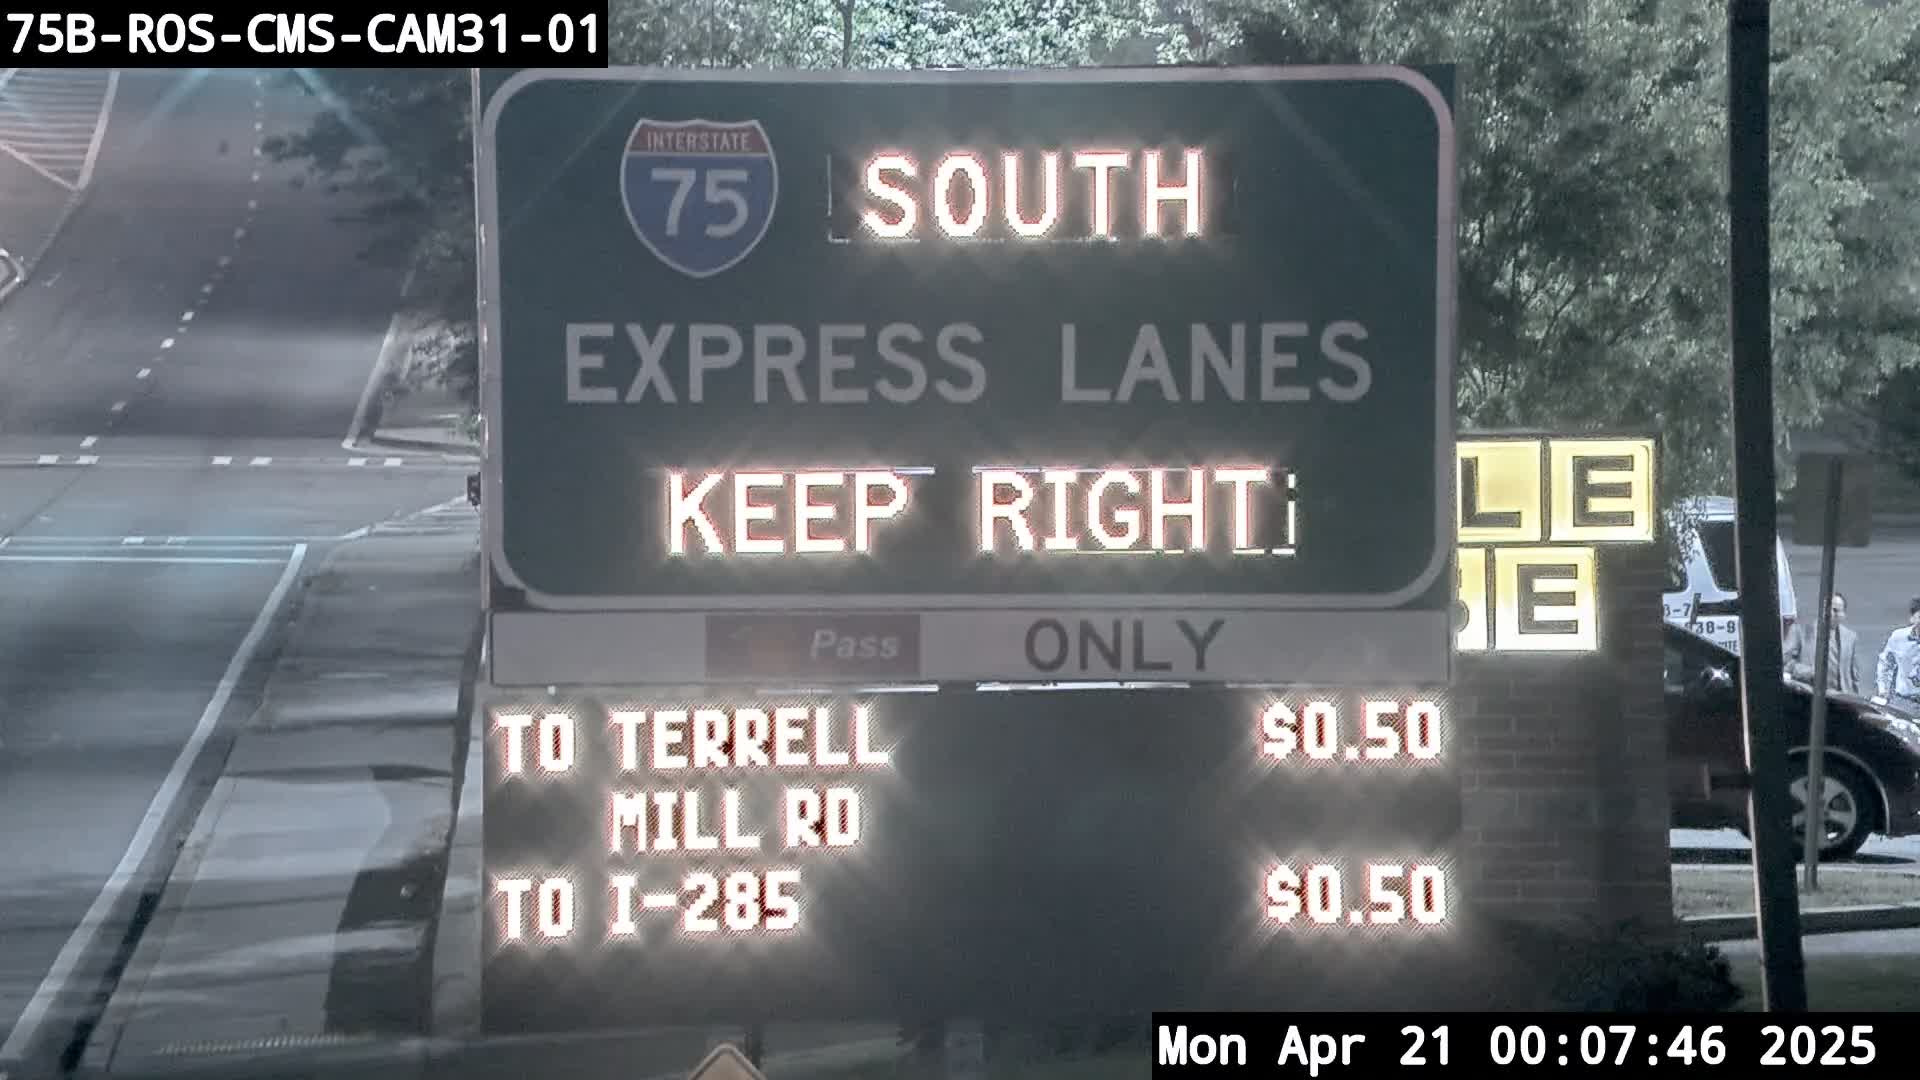 75B-ROS-CMS-CAM31-01
INTERSTATE
75
SOUTH
EXPRESS LANES
KEEP RIGHT
Pass ONLY
TO TERRELL $0.50
MILL RD
TO I-285 $0.50
LE
E
Mon Apr 21 00:07:46 2025